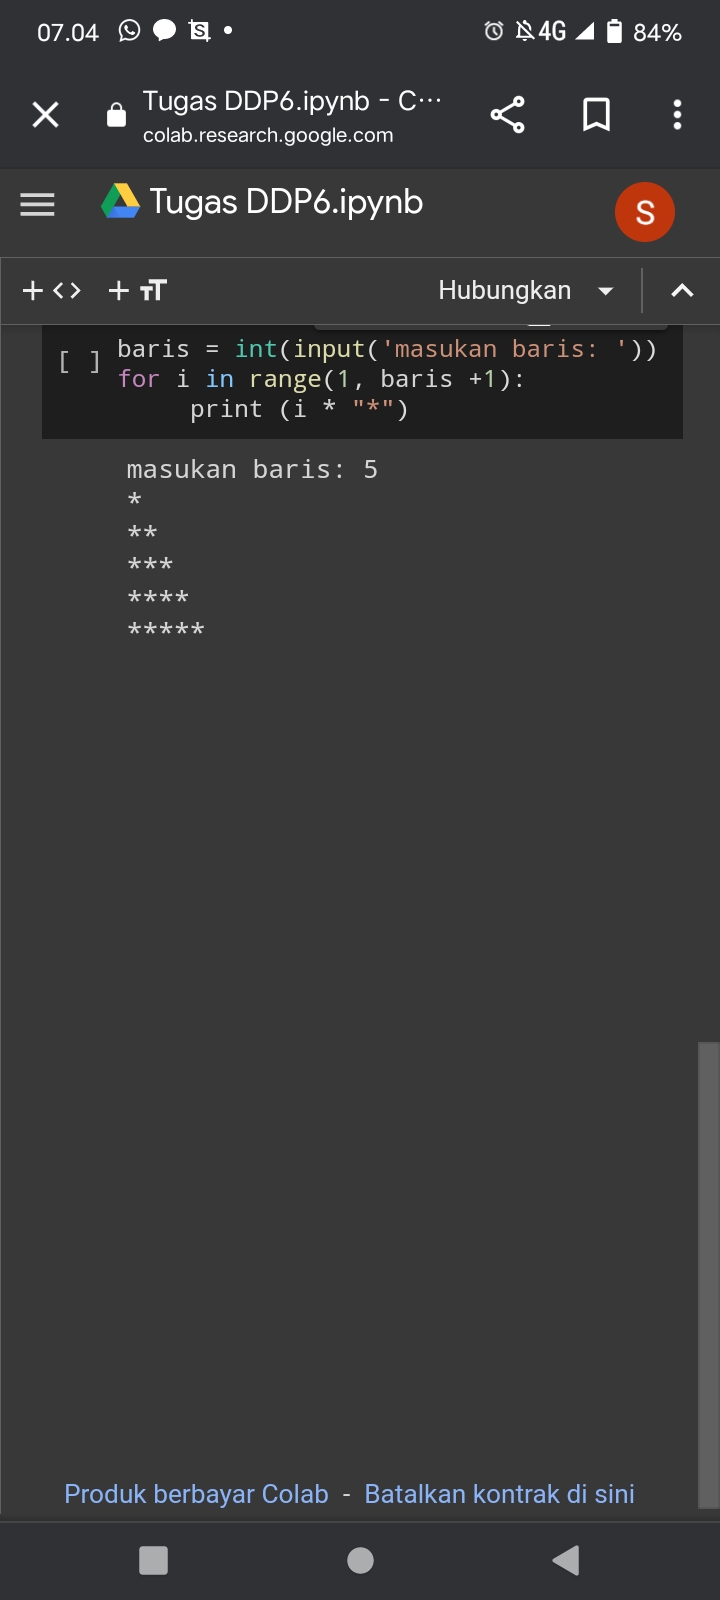 07.04 4G 84%
Tugas DDP6.ipynb - C···
colab.research.google.com
Tugas DDP6.ipynb
S
+ <> + TT Hubungkan
[ ] baris = int(input('masukan baris: '))
for i in range(1, baris +1):
print (i * "*")
masukan baris: 5
*
**
***
****
*****
Produk berbayar Colab - Batalkan kontrak di sini